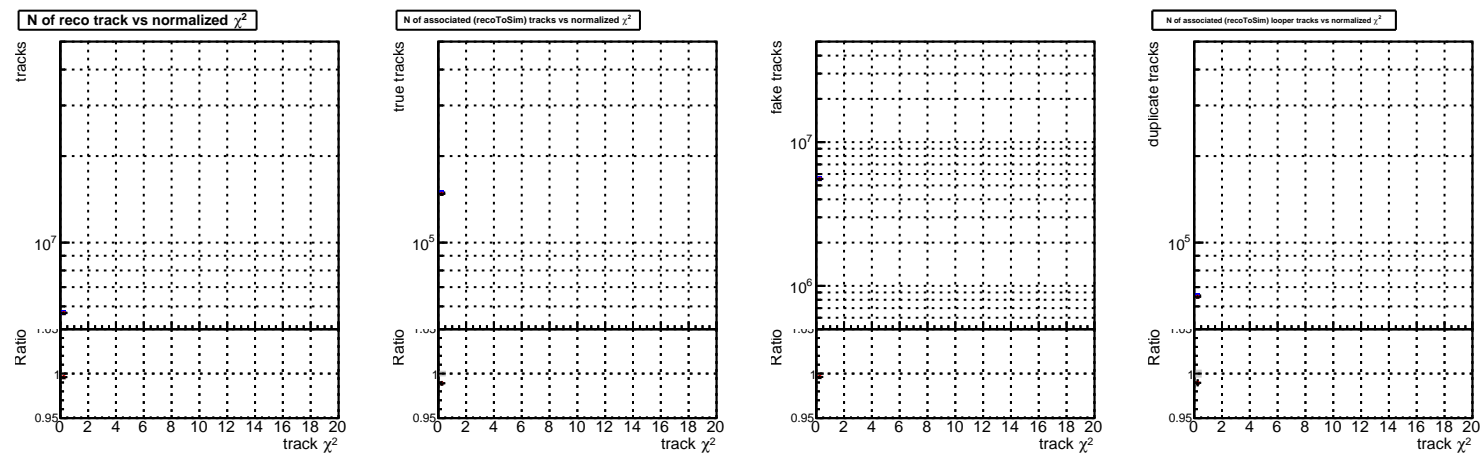 N of reco track vs normalized χ²
N of associated (recoToSim) tracks vs normalized χ²
N of associated (recoToSim) looper tracks vs normalized χ²
tracks
10⁷
Ratio
1
0.95
0 2 4 6 8 10 12 14 16 18 20
track χ²
true tracks
10⁵
Ratio
1
0.95
0 2 4 6 8 10 12 14 16 18 20
track χ²
fake tracks
10⁷
10⁶
Ratio
1
0.95
0 2 4 6 8 10 12 14 16 18 20
track χ²
duplicate tracks
10⁵
Ratio
1
0.95
0 2 4 6 8 10 12 14 16 18 20
track χ²